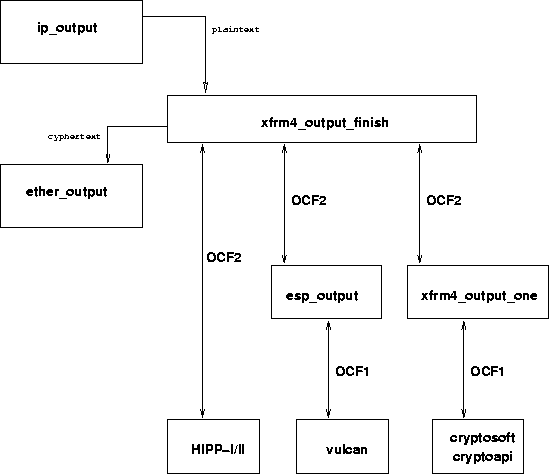 ip_output
plaintext
xfrm4_output_finish
cyphertext
ether_output
OCF2
OCF2
OCF2
esp_output
xfrm4_output_one
OCF1
OCF1
HIPP–I/II
vulcan
cryptosoft
cryptoapi